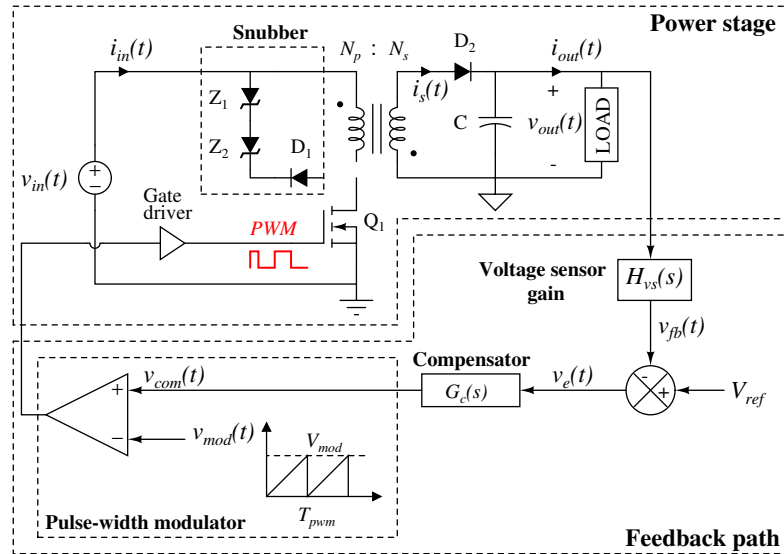 Power stage
Snubber
i_in(t)
N_p : N_s
D_2
i_out(t)
i_s(t)
Z_1
Z_2
D_1
C
+
v_out(t)
-
LOAD
v_in(t)
+
−
Gate
driver
PWM
Q_1
Voltage sensor
gain
H_vs(s)
v_fb(t)
Compensator
G_c(s)
v_com(t)
v_e(t)
-
+
V_ref
+
−
v_mod(t)
V_mod
T_pwm
Pulse-width modulator
Feedback path